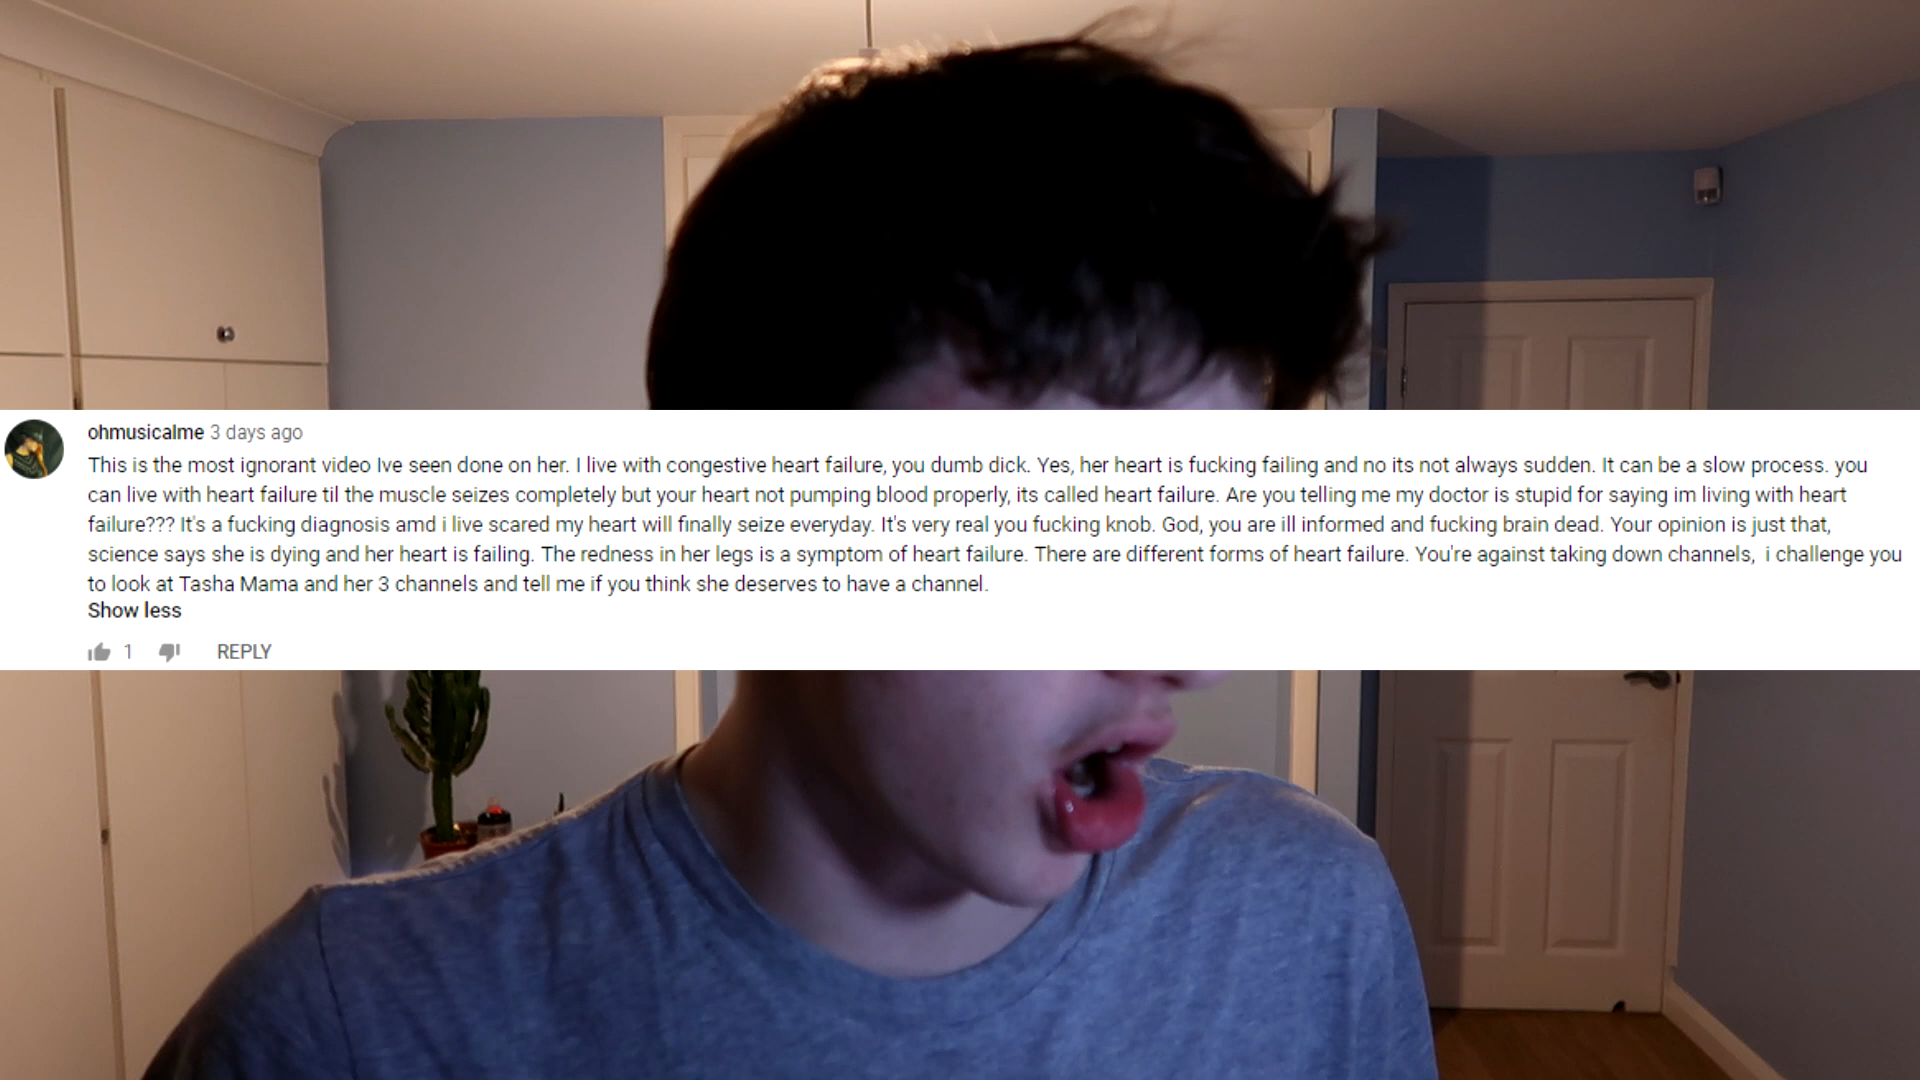 ohmusicalme 3 days ago
This is the most ignorant video Ive seen done on her. I live with congestive heart failure, you dumb dick. Yes, her heart is fucking failing and no its not always sudden. It can be a slow process. you
can live with heart failure til the muscle seizes completely but your heart not pumping blood properly, its called heart failure. Are you telling me my doctor is stupid for saying im living with heart
failure??? It's a fucking diagnosis amd i live scared my heart will finally seize everyday. It's very real you fucking knob. God, you are ill informed and fucking brain dead. Your opinion is just that,
science says she is dying and her heart is failing. The redness in her legs is a symptom of heart failure. There are different forms of heart failure. You're against taking down channels, i challenge you
to look at Tasha Mama and her 3 channels and tell me if you think she deserves to have a channel.
Show less
1 REPLY